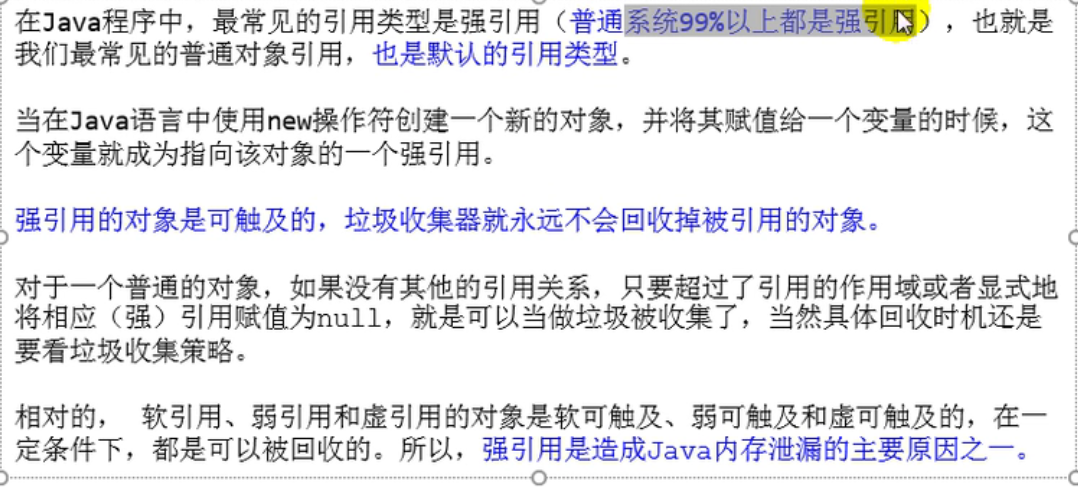 在Java程序中，最常见的引用类型是强引用（普通系统99%以上都是强引用），也就是
我们最常见的普通对象引用，也是默认的引用类型。
当在Java语言中使用new操作符创建一个新的对象，并将其赋值给一个变量的时候，这
个变量就成为指向该对象的一个强引用。
强引用的对象是可触及的，垃圾收集器就永远不会回收掉被引用的对象。
对于一个普通的对象，如果没有其他的引用关系，只要超过了引用的作用域或者显式地
将相应（强）引用赋值为null，就是可以当做垃圾被收集了，当然具体回收时机还是
要看垃圾收集策略。
相对的， 软引用、弱引用和虚引用的对象是软可触及、弱可触及和虚可触及的，在一
定条件下，都是可以被回收的。所以，强引用是造成Java内存泄漏的主要原因之一。